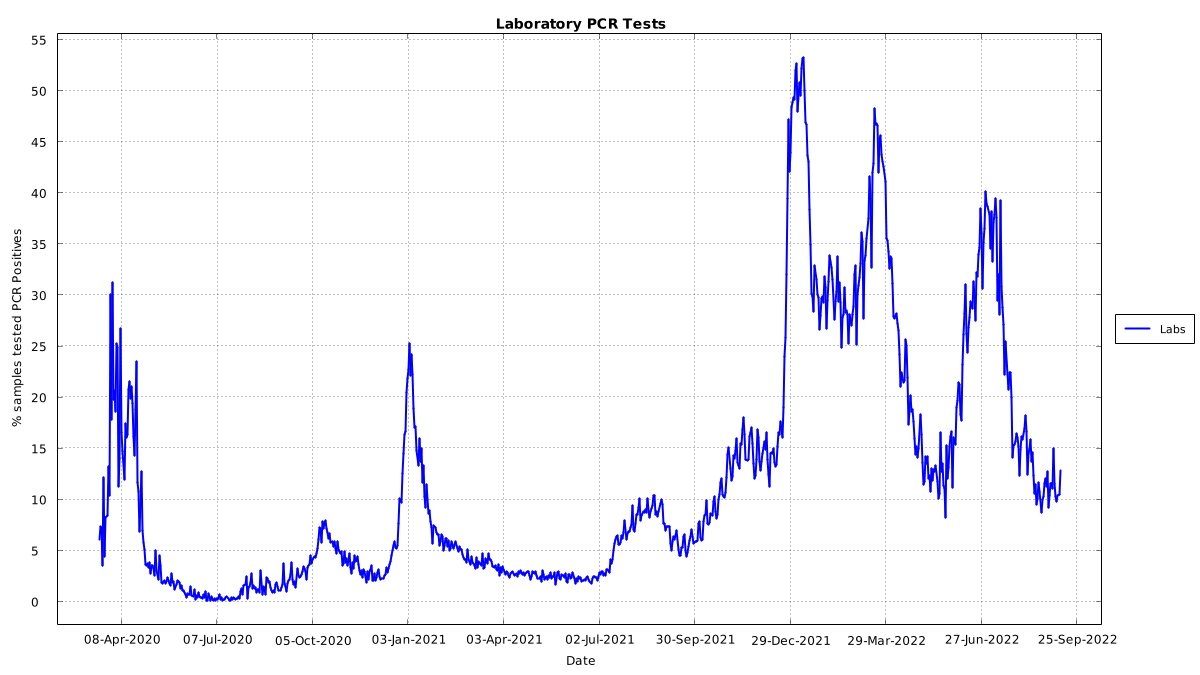 Laboratory PCR Tests
% samples tested PCR Positives
55
50
45
40
35
30
25
20
15
10
5
0
08-Apr-2020 07-Jul-2020 05-Oct-2020 03-Jan-2021 03-Apr-2021 02-Jul-2021 30-Sep-2021 29-Dec-2021 29-Mar-2022 27-Jun-2022 25-Sep-2022
Date
Labs